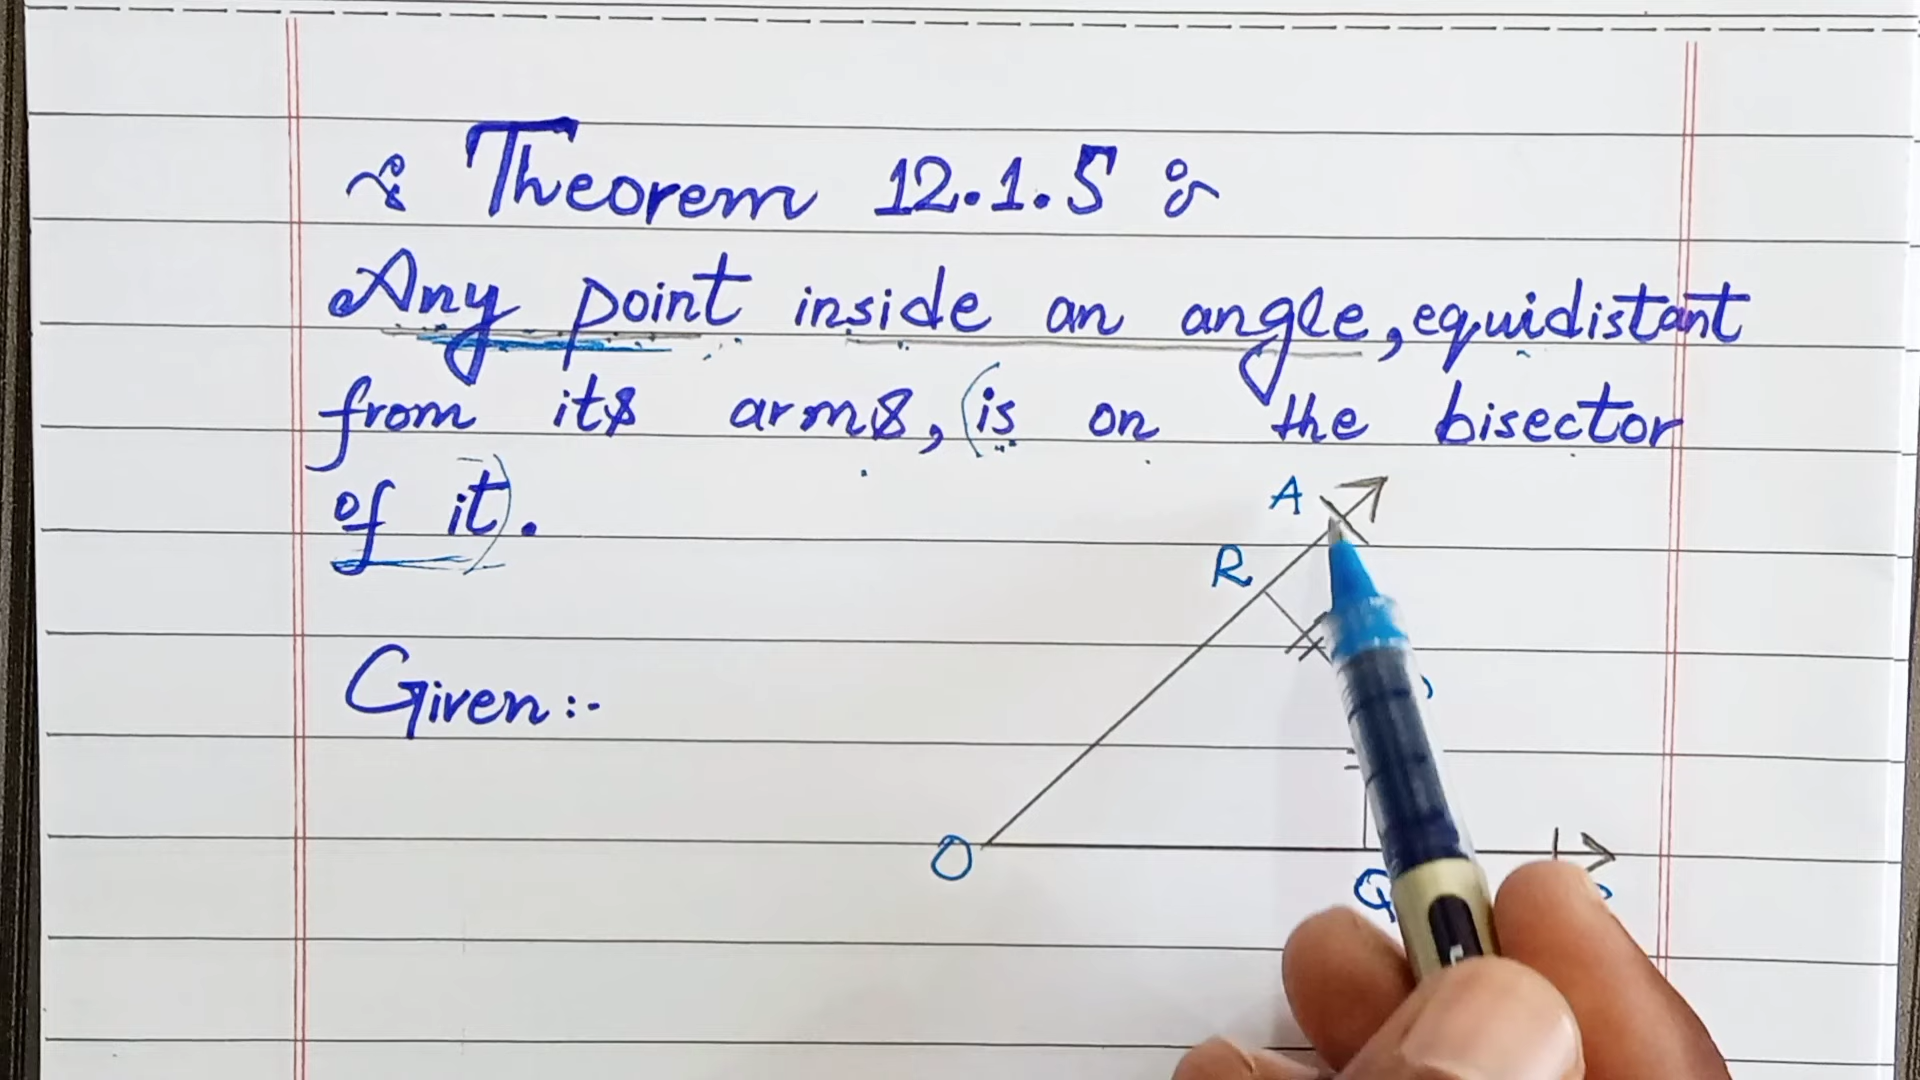 Theorem 12.1.5
Any point inside an angle, equidistant
from its arms, (is on the bisector
of it).
A
R
Given:-
O
Q